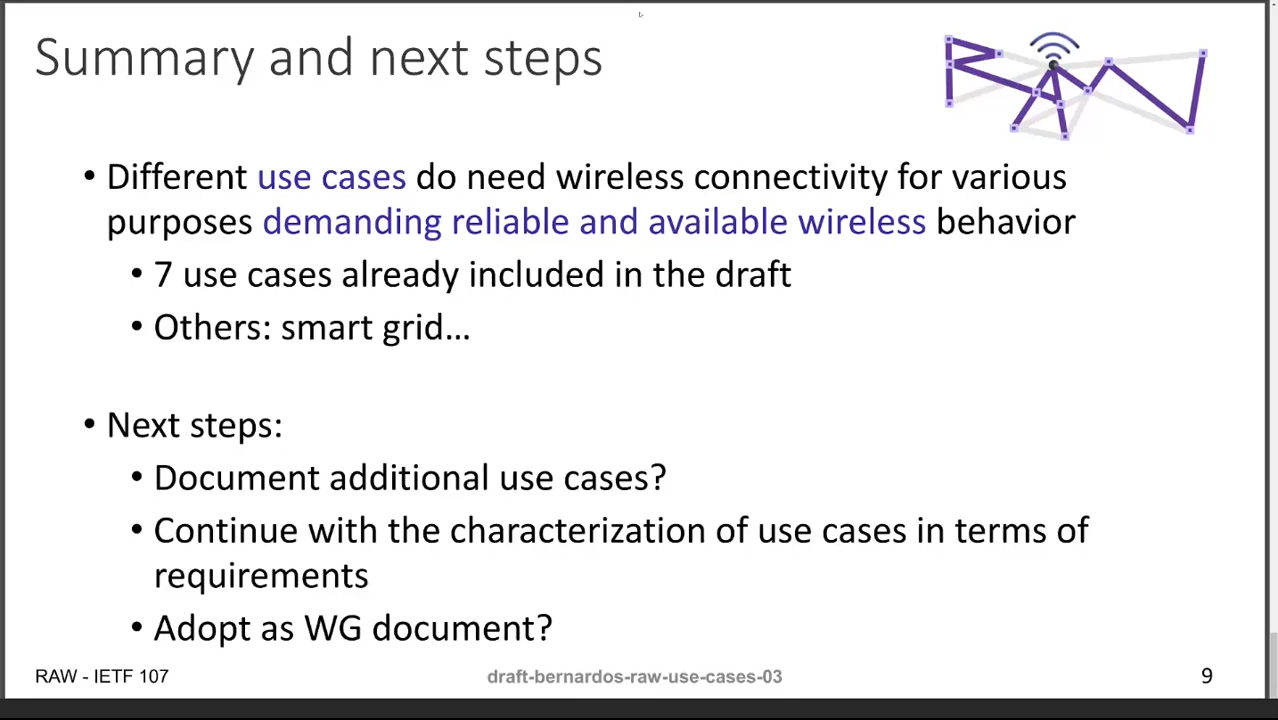 Summary and next steps
• Different use cases do need wireless connectivity for various
purposes demanding reliable and available wireless behavior
• 7 use cases already included in the draft
• Others: smart grid…
• Next steps:
• Document additional use cases?
• Continue with the characterization of use cases in terms of
requirements
• Adopt as WG document?
RAW - IETF 107
draft-bernardos-raw-use-cases-03
9